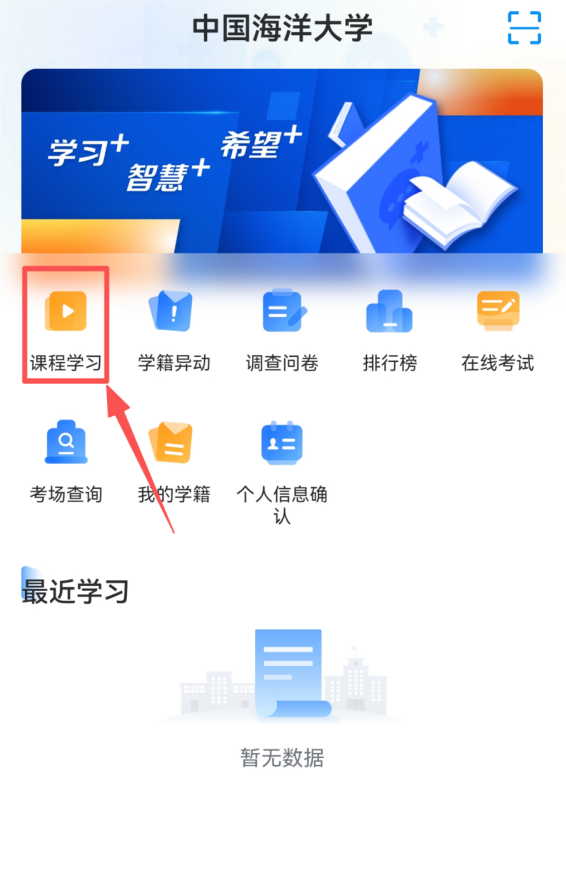 中国海洋大学
学习+
智慧+
希望+
课程学习
学籍异动
调查问卷
排行榜
在线考试
考场查询
我的学籍
个人信息确
认
最近学习
暂无数据